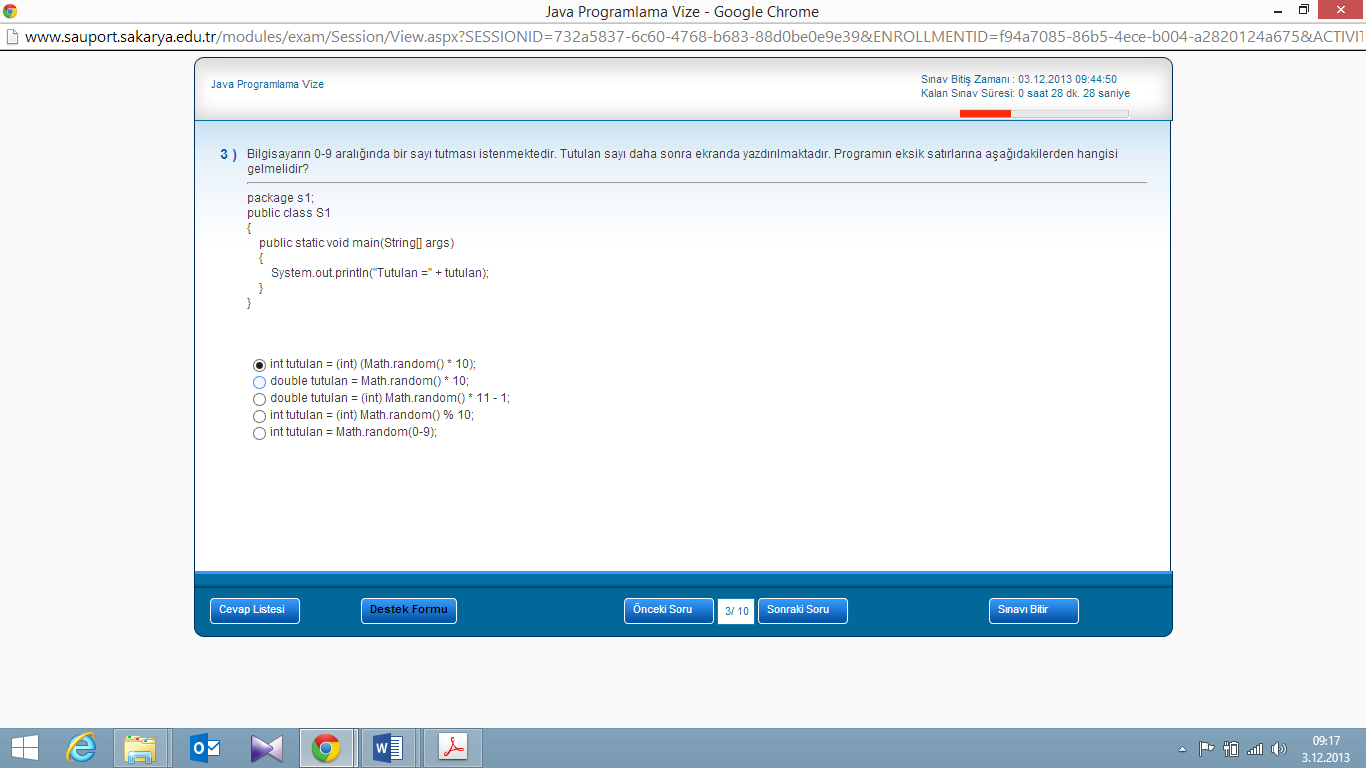 Java Programlama Vize - Google Chrome
www.sauport.sakarya.edu.tr/modules/exam/Session/View.aspx?SESSIONID=732a5837-6c60-4768-b683-88d0be0e9e39&ENROLLMENTID=f94a7085-86b5-4ece-b004-a2820124a675&ACTIVIT
Java Programlama Vize
Sınav Bitiş Zamanı : 03.12.2013 09:44:50
Kalan Sınav Süresi: 0 saat 28 dk. 28 saniye
3 ) Bilgisayarın 0-9 aralığında bir sayı tutması istenmektedir. Tutulan sayı daha sonra ekranda yazdırılmaktadır. Programın eksik satırlarına aşağıdakilerden hangisi
gelmelidir?
package s1;
public class S1
{
public static void main(String[] args)
{
System.out.println("Tutulan =" + tutulan);
}
}
int tutulan = (int) (Math.random() * 10);
double tutulan = Math.random() * 10;
double tutulan = (int) Math.random() * 11 - 1;
int tutulan = (int) Math.random() % 10;
int tutulan = Math.random(0-9);
Cevap Listesi
Destek Formu
Önceki Soru
3/ 10
Sonraki Soru
Sınavı Bitir
09:17
3.12.2013